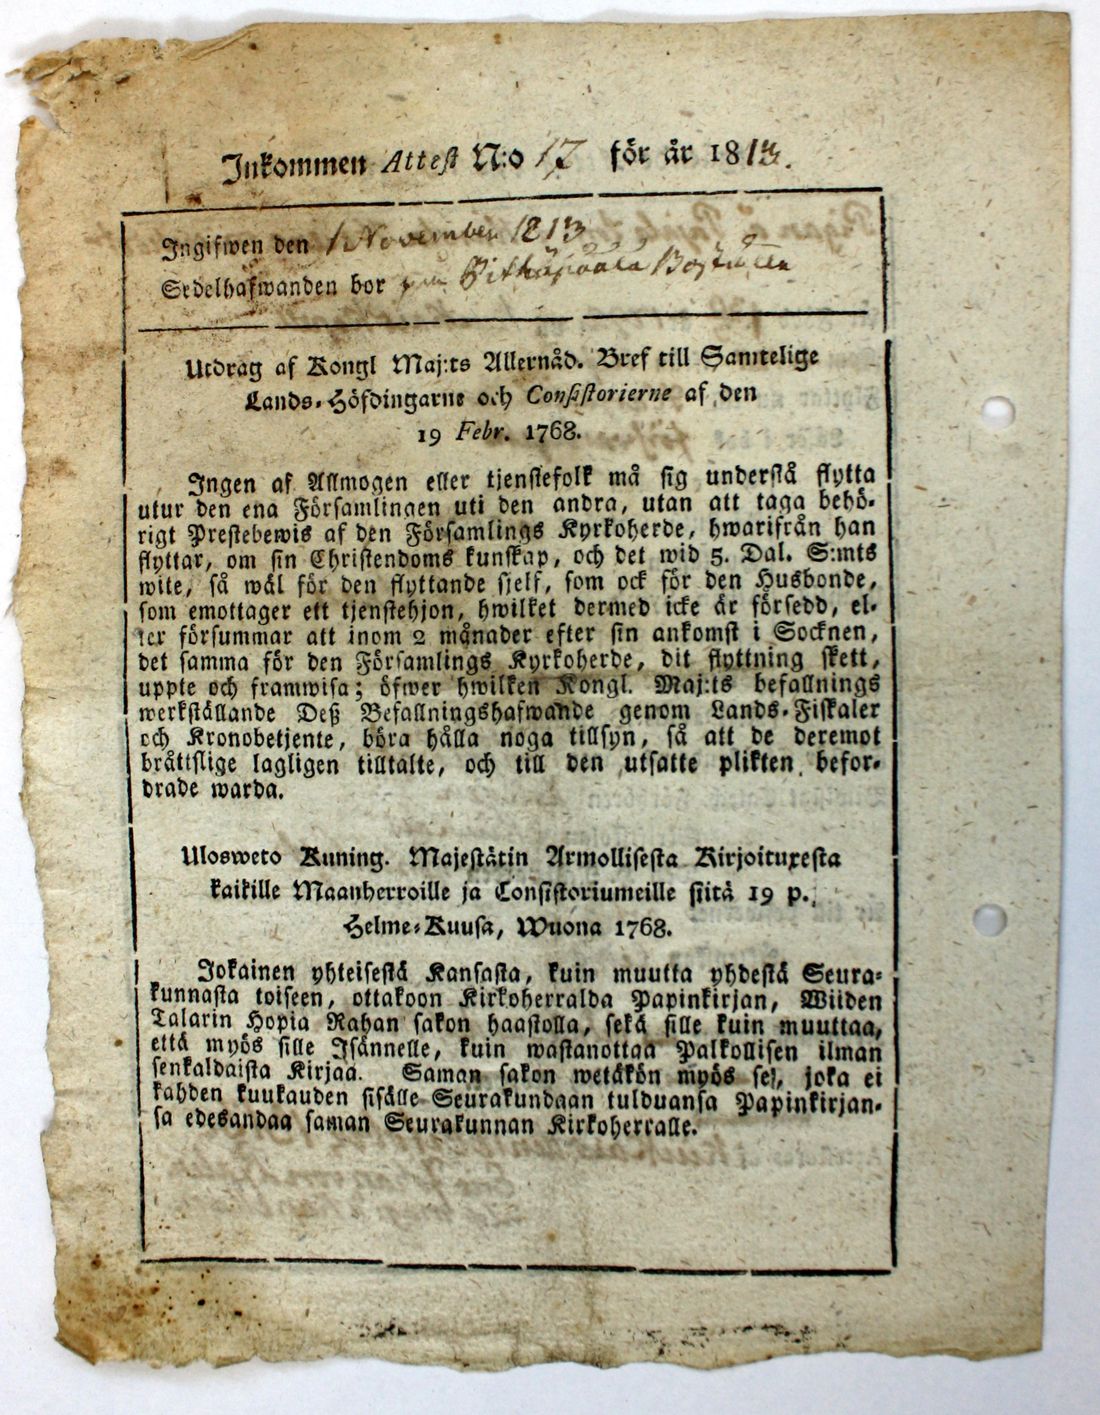 Inkommen Attest N:o 17 för år 1813.
Ingifwen den 1 November 1813
Sedelhafwanden bor Pitkäpaala Bostället
Utdrag af Kongl Maj:ts Allernåd. Bref till Samtelige
Lands-Höfdingarne och Consistorierne af den
19 Febr. 1768.
Ingen af Allmogen eller tjenstefolk må sig understå flytta
utur den ena Församlingen uti den andra, utan att taga behö-
rigt Prestebewis af den Församlings Kyrkoherde, hwarifrån han
flyttar, om sin Christendoms kunskap, och det wid 5. Dal. S:mts
wite, så wäl för den flyttande sjelf, som ock för den Husbonde,
som emottager ett tjenstehjon, hwilket dermed icke är försedd, el-
ler försummar att inom 2 månader efter sin ankomst i Socknen,
det samma för den Församlings Kyrkoherde, dit flyttning skett,
uppte och framwisa; öfwer hwilken Kongl. Maj:ts befallnings
werkställande Deß Befallningshafwande genom Lands-Fiskaler
och Kronobetjente, böra hålla noga tillsyn, så att de deremot
bråttslige lagligen tilltalte, och till den utsatte plikten befor-
drade warda.
Ulosweto Kuning. Majestätin Armollisesta Kirjoituxesta
kaikille Maanherroille ja Consistoriumeille siitä 19 p.
Helme-Kuusa, Wuona 1768.
Jokainen yhteisestä Kansasta, kuin muutta yhdestä Seura-
kunnasta toiseen, ottakoon Kirkoherralda Papinkirjan, Wiiden
Talarin Hopia Rahan sakon haastolla, sekä sille kuin muuttaa,
että myös sille Isännelle, kuin wastanottaa Palkollisen ilman
senkaldaista Kirjaa. Saman sakon wetäkön myös se, joka ei
kahden kuukauden sisälle Seurakundaan tulduansa Papinkirjan-
sa edesandaa saman Seurakunnan Kirkoherralle.